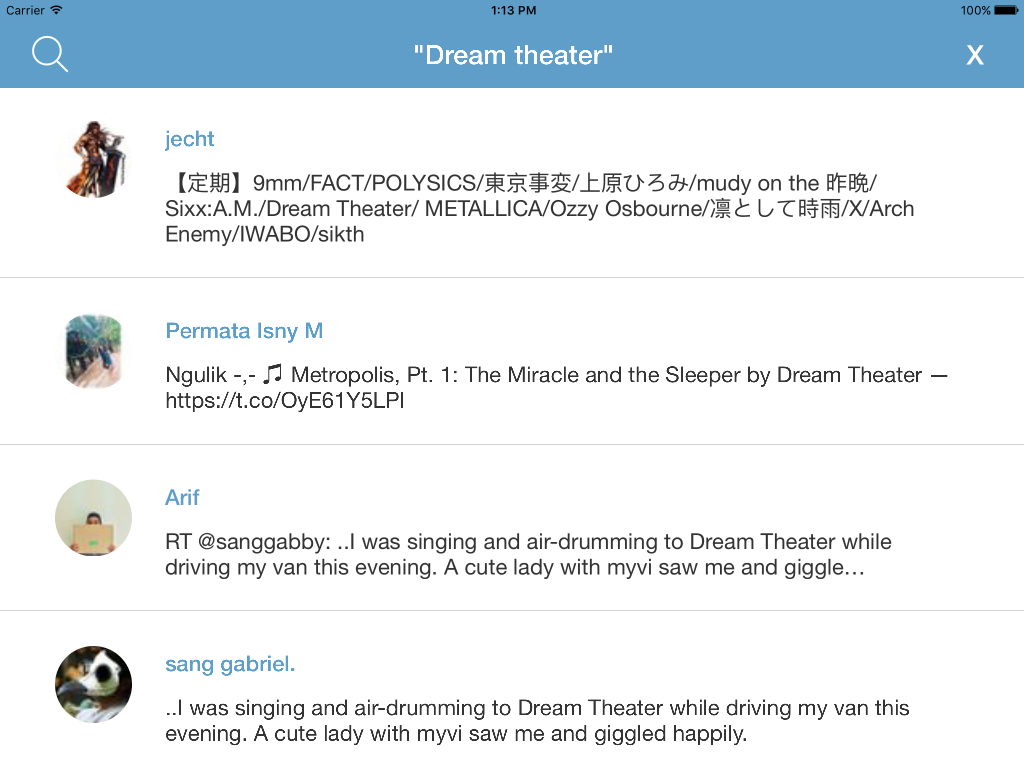 Carrier 1:13 PM 100%
"Dream theater" X
jecht
【定期】9mm/FACT/POLYSICS/東京事変/上原ひろみ/mudy on the 昨晩/
Sixx:A.M./Dream Theater/ METALLICA/Ozzy Osbourne/凛として時雨/X/Arch
Enemy/IWABO/sikth
Permata Isny M
Ngulik -,- 🎵 Metropolis, Pt. 1: The Miracle and the Sleeper by Dream Theater —
https://t.co/OyE61Y5LPl
Arif
RT @sanggabby: ..I was singing and air-drumming to Dream Theater while
driving my van this evening. A cute lady with myvi saw me and giggle…
sang gabriel.
..I was singing and air-drumming to Dream Theater while driving my van this
evening. A cute lady with myvi saw me and giggled happily.